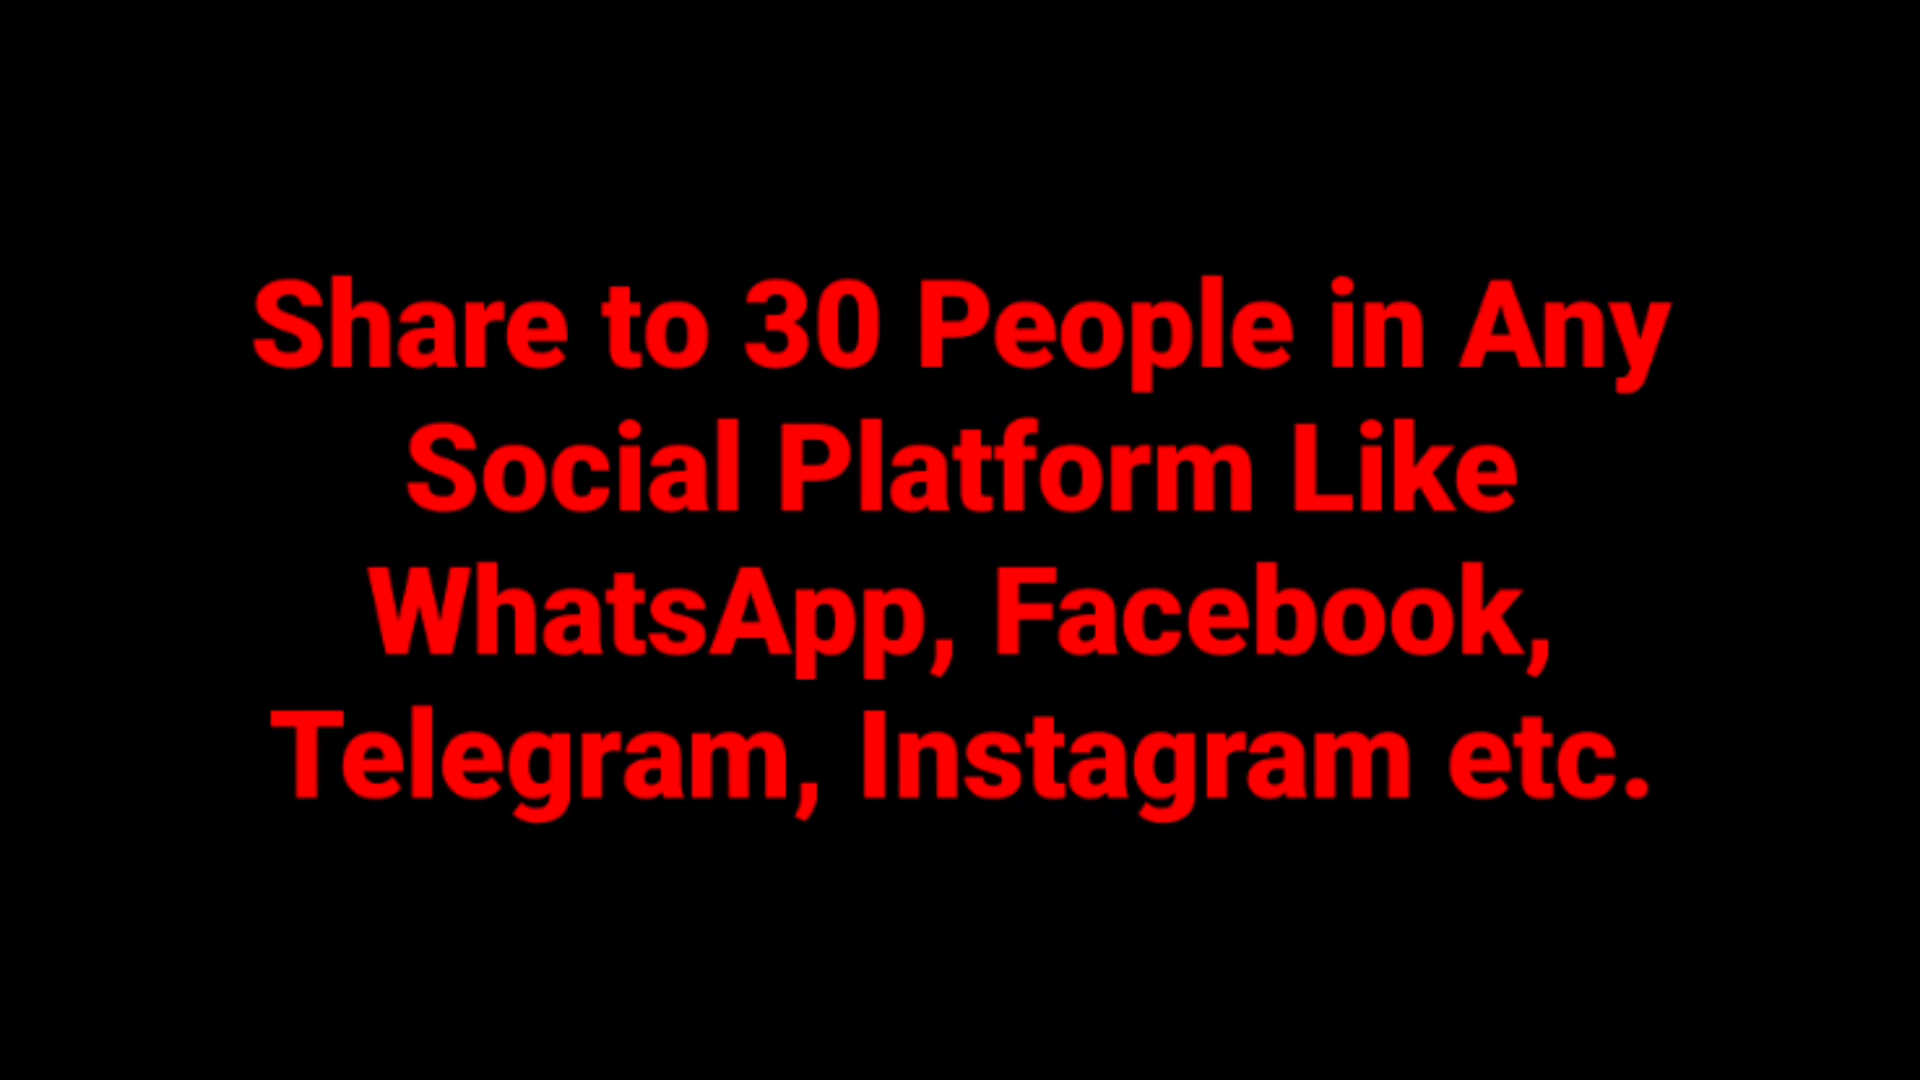 Share to 30 People in Any
Social Platform Like
WhatsApp, Facebook,
Telegram, Instagram etc.